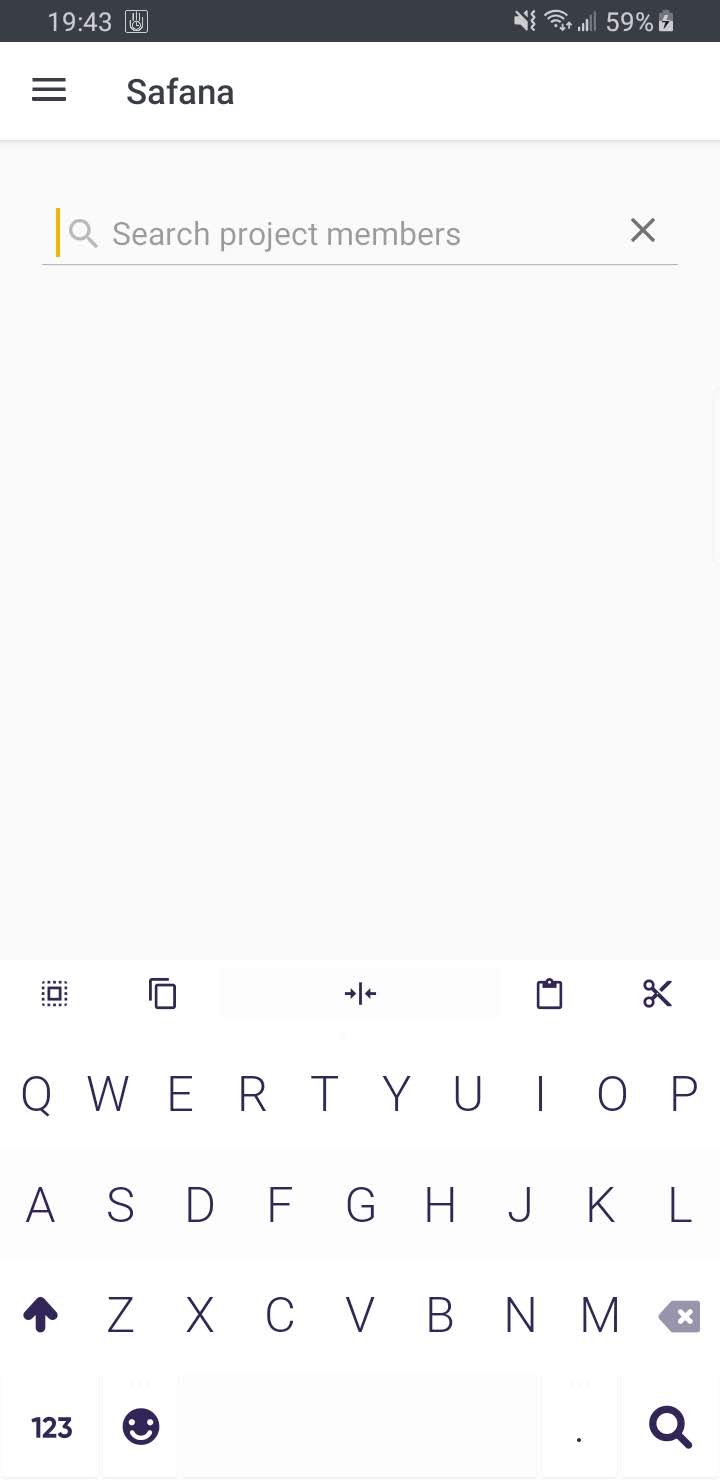 19:43 59%
Safana
Search project members
Q W E R T Y U I O P
A S D F G H J K L
Z X C V B N M
123 .